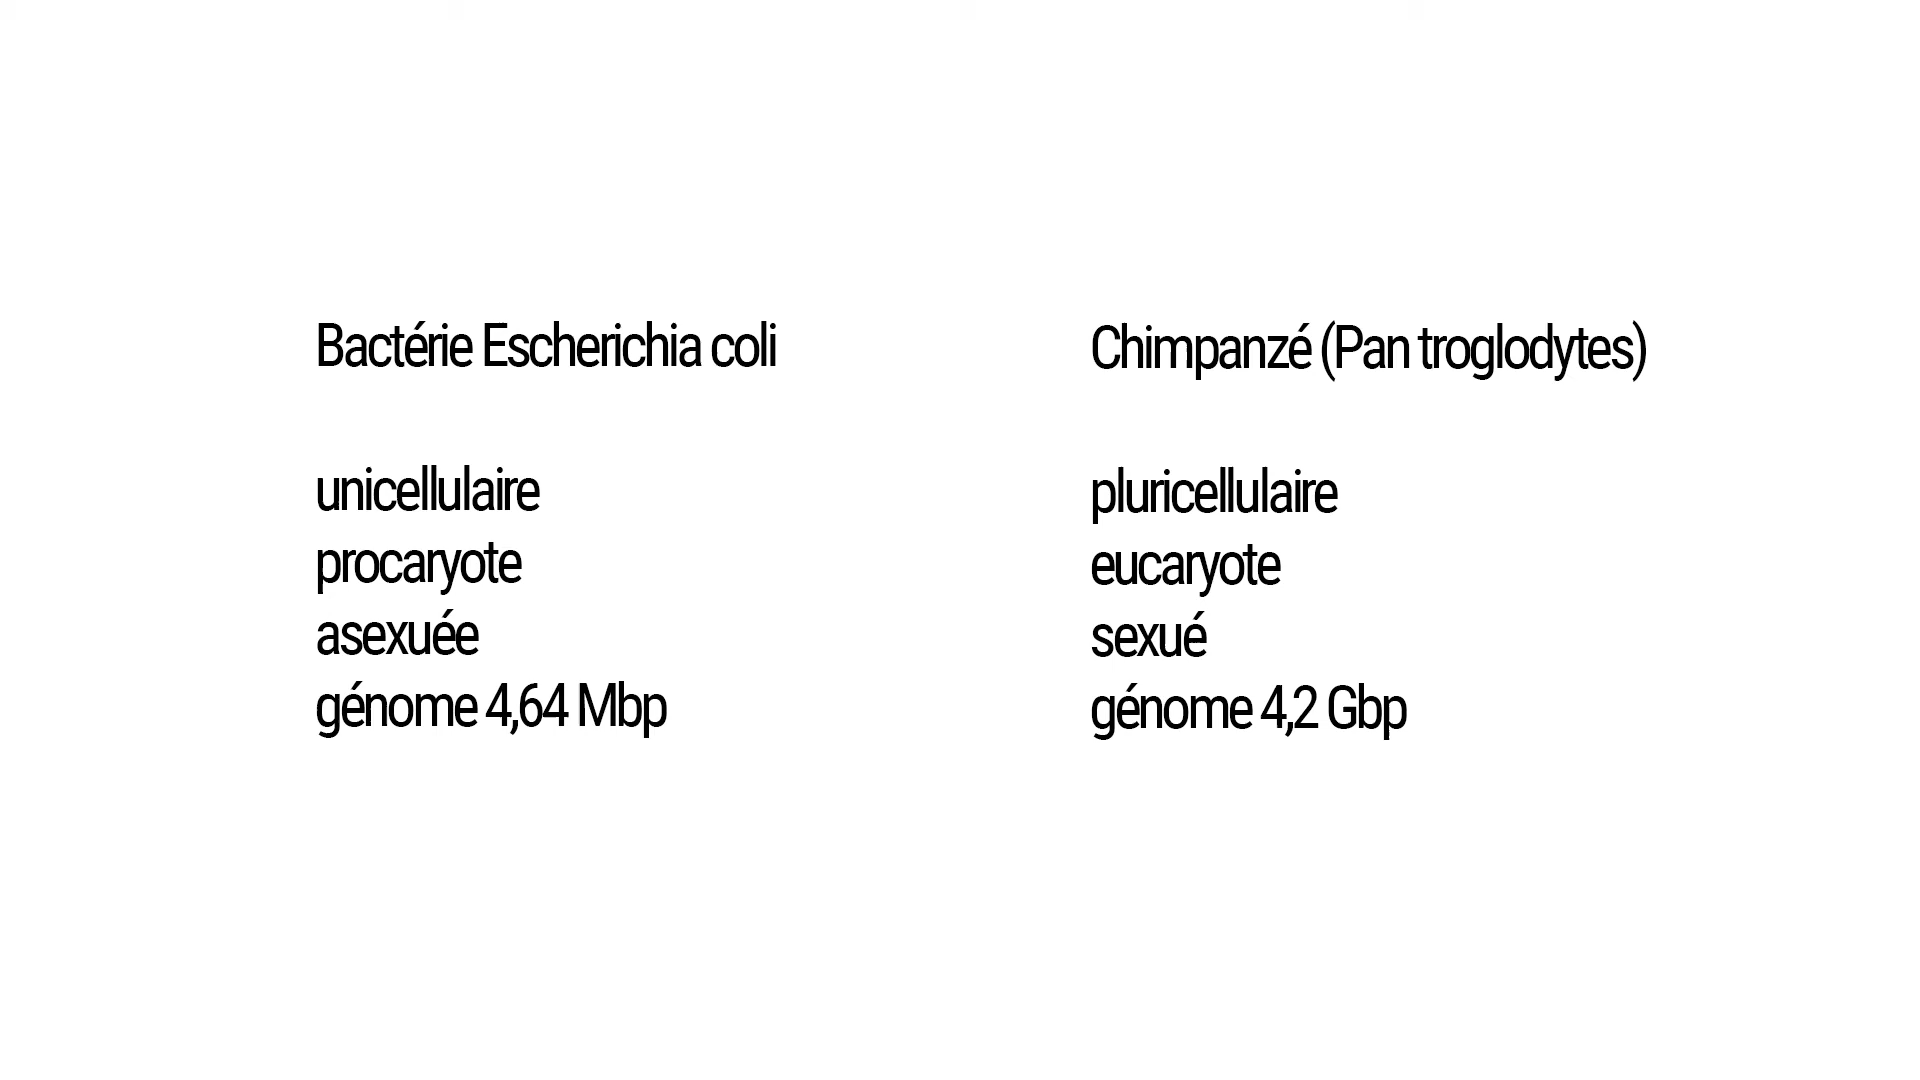 Bactérie Escherichia coli
unicellulaire
procaryote
asexuée
génome 4,64 Mbp
Chimpanzé (Pan troglodytes)
pluricellulaire
eucaryote
sexué
génome 4,2 Gbp